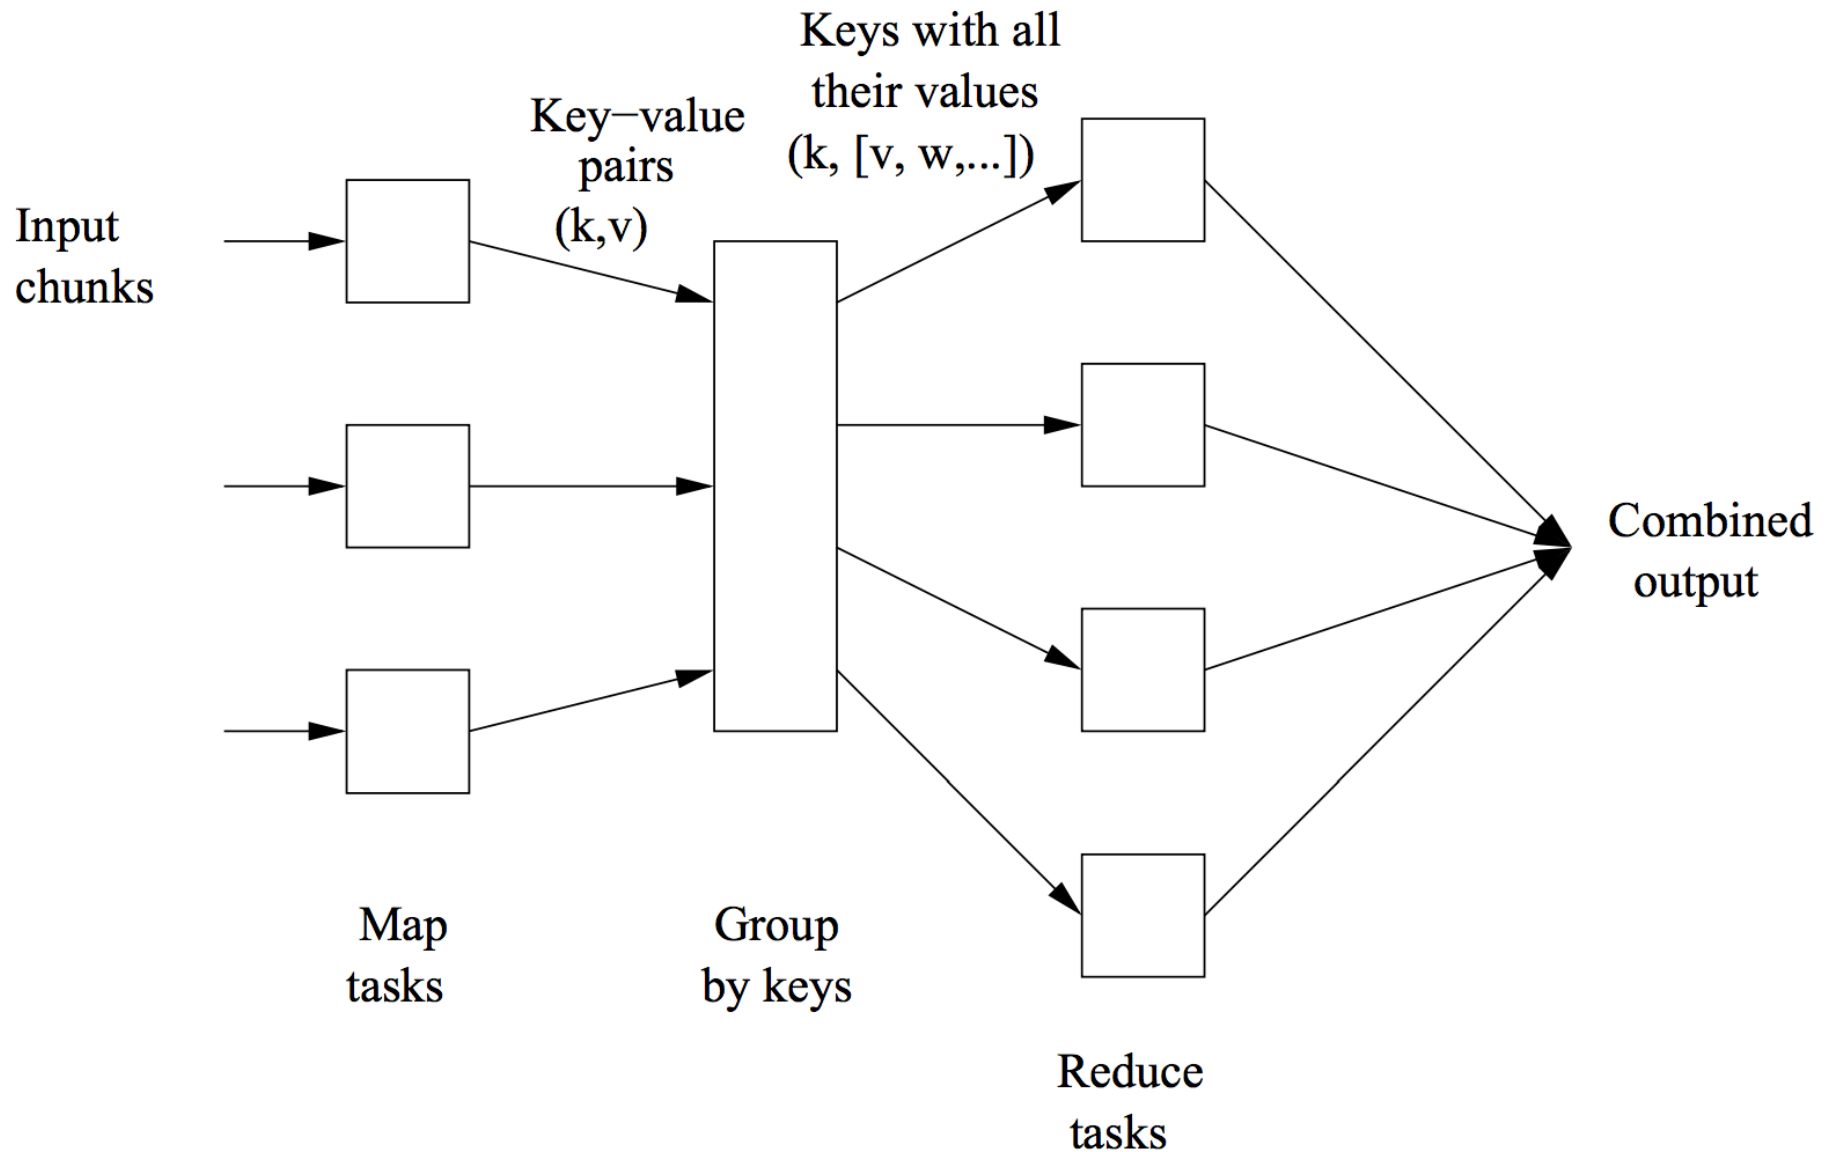 Keys with all
their values
(k, [v, w,...])
Key−value
pairs
(k,v)
Input
chunks
Combined
output
Map
tasks
Group
by keys
Reduce
tasks